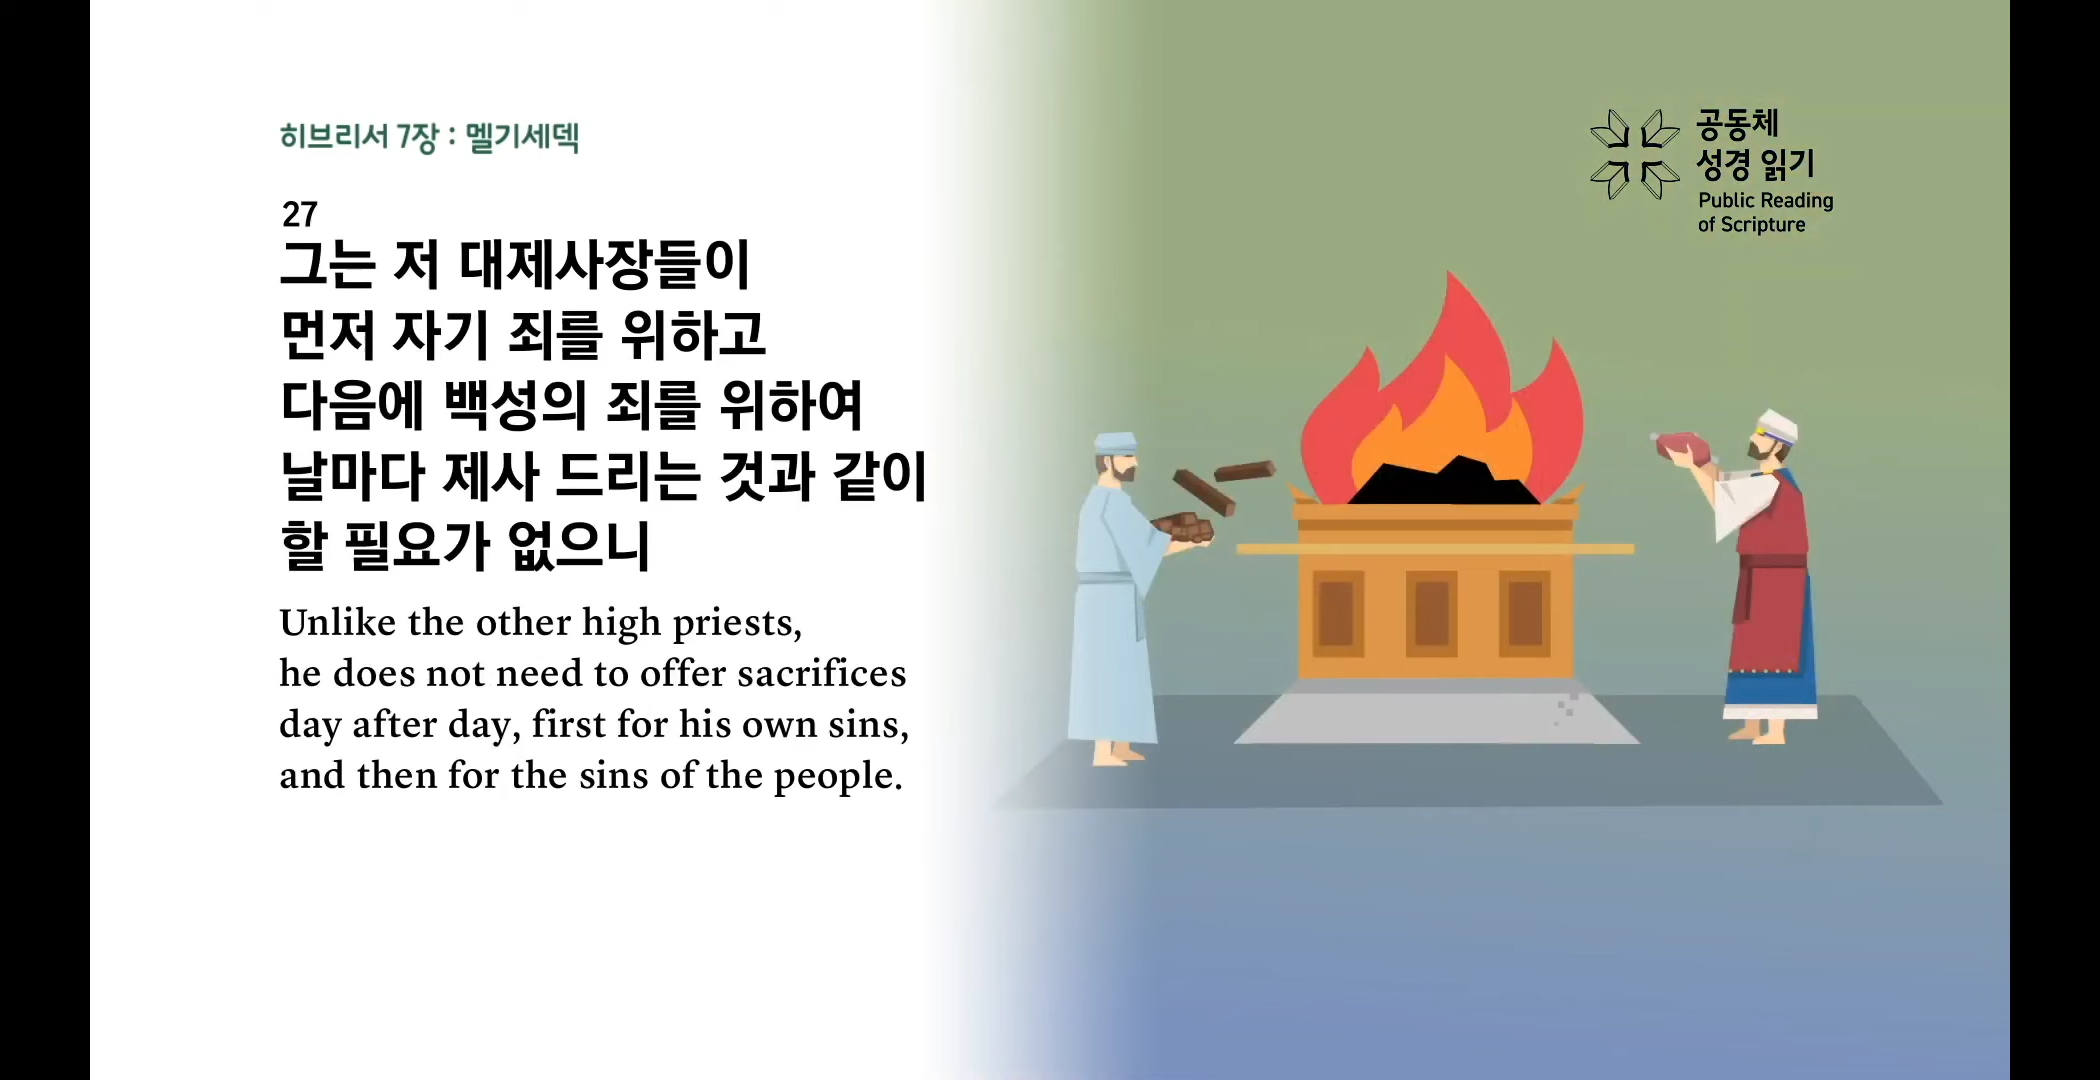 히브리서 7장 : 멜기세덱
27
그는 저 대제사장들이
먼저 자기 죄를 위하고
다음에 백성의 죄를 위하여
날마다 제사 드리는 것과 같이
할 필요가 없으니
Unlike the other high priests,
he does not need to offer sacrifices
day after day, first for his own sins,
and then for the sins of the people.
공동체
성경 읽기
Public Reading
of Scripture